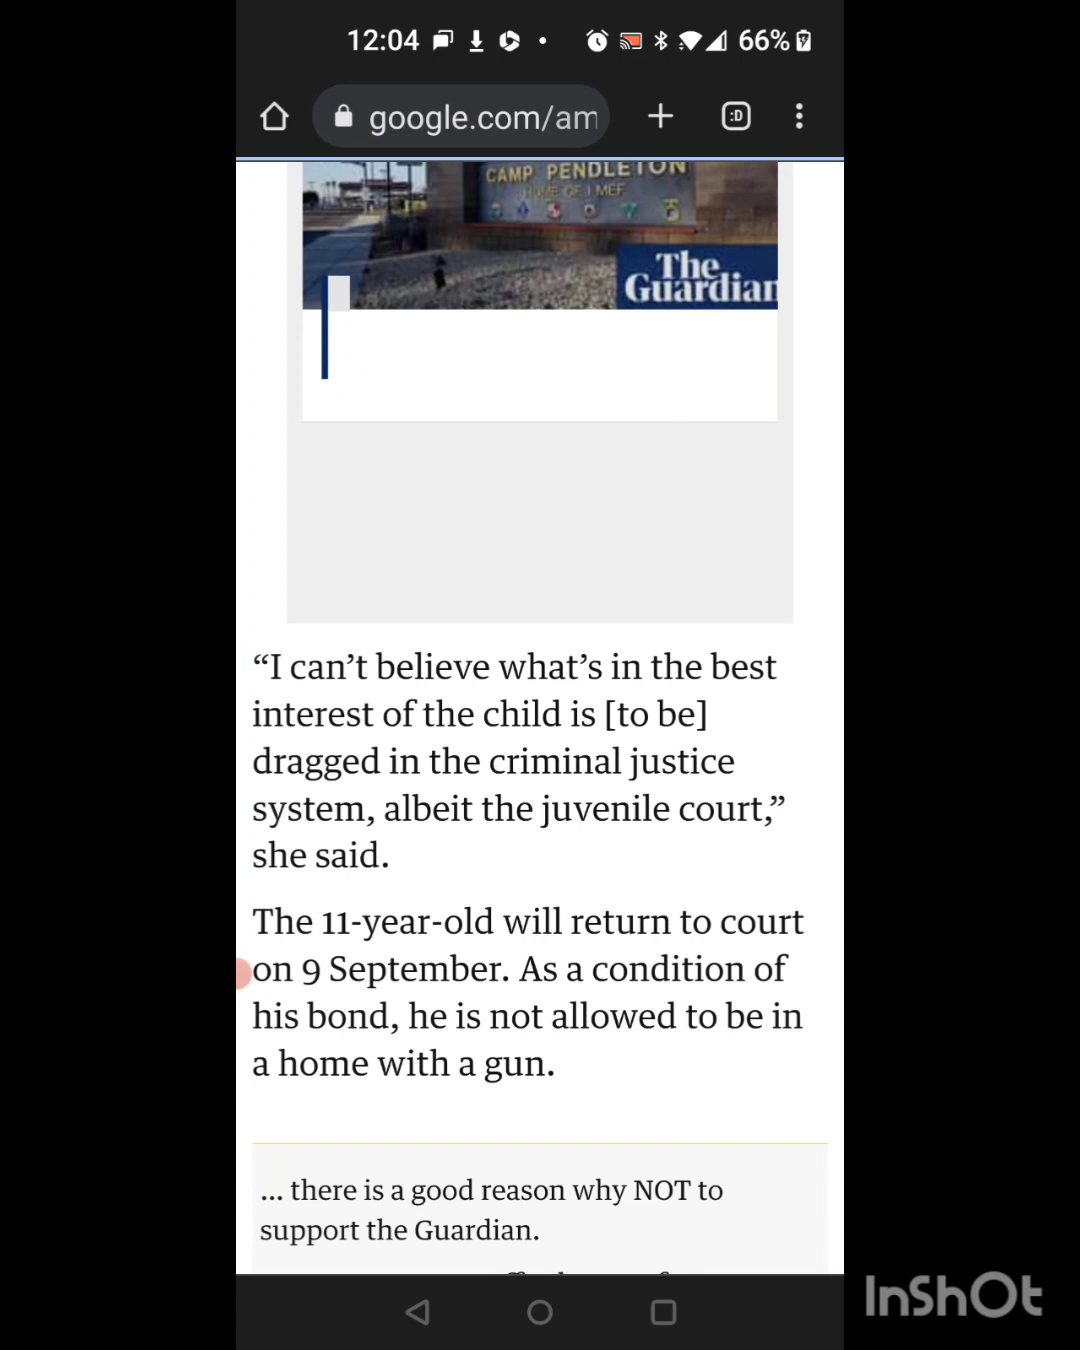 12:04
66%
google.com/am
:D
CAMP PENDLETON
HOME OF I MEF
The
Guardian
“I can’t believe what’s in the best
interest of the child is [to be]
dragged in the criminal justice
system, albeit the juvenile court,”
she said.
The 11-year-old will return to court
on 9 September. As a condition of
his bond, he is not allowed to be in
a home with a gun.
... there is a good reason why NOT to
support the Guardian.
InShOt